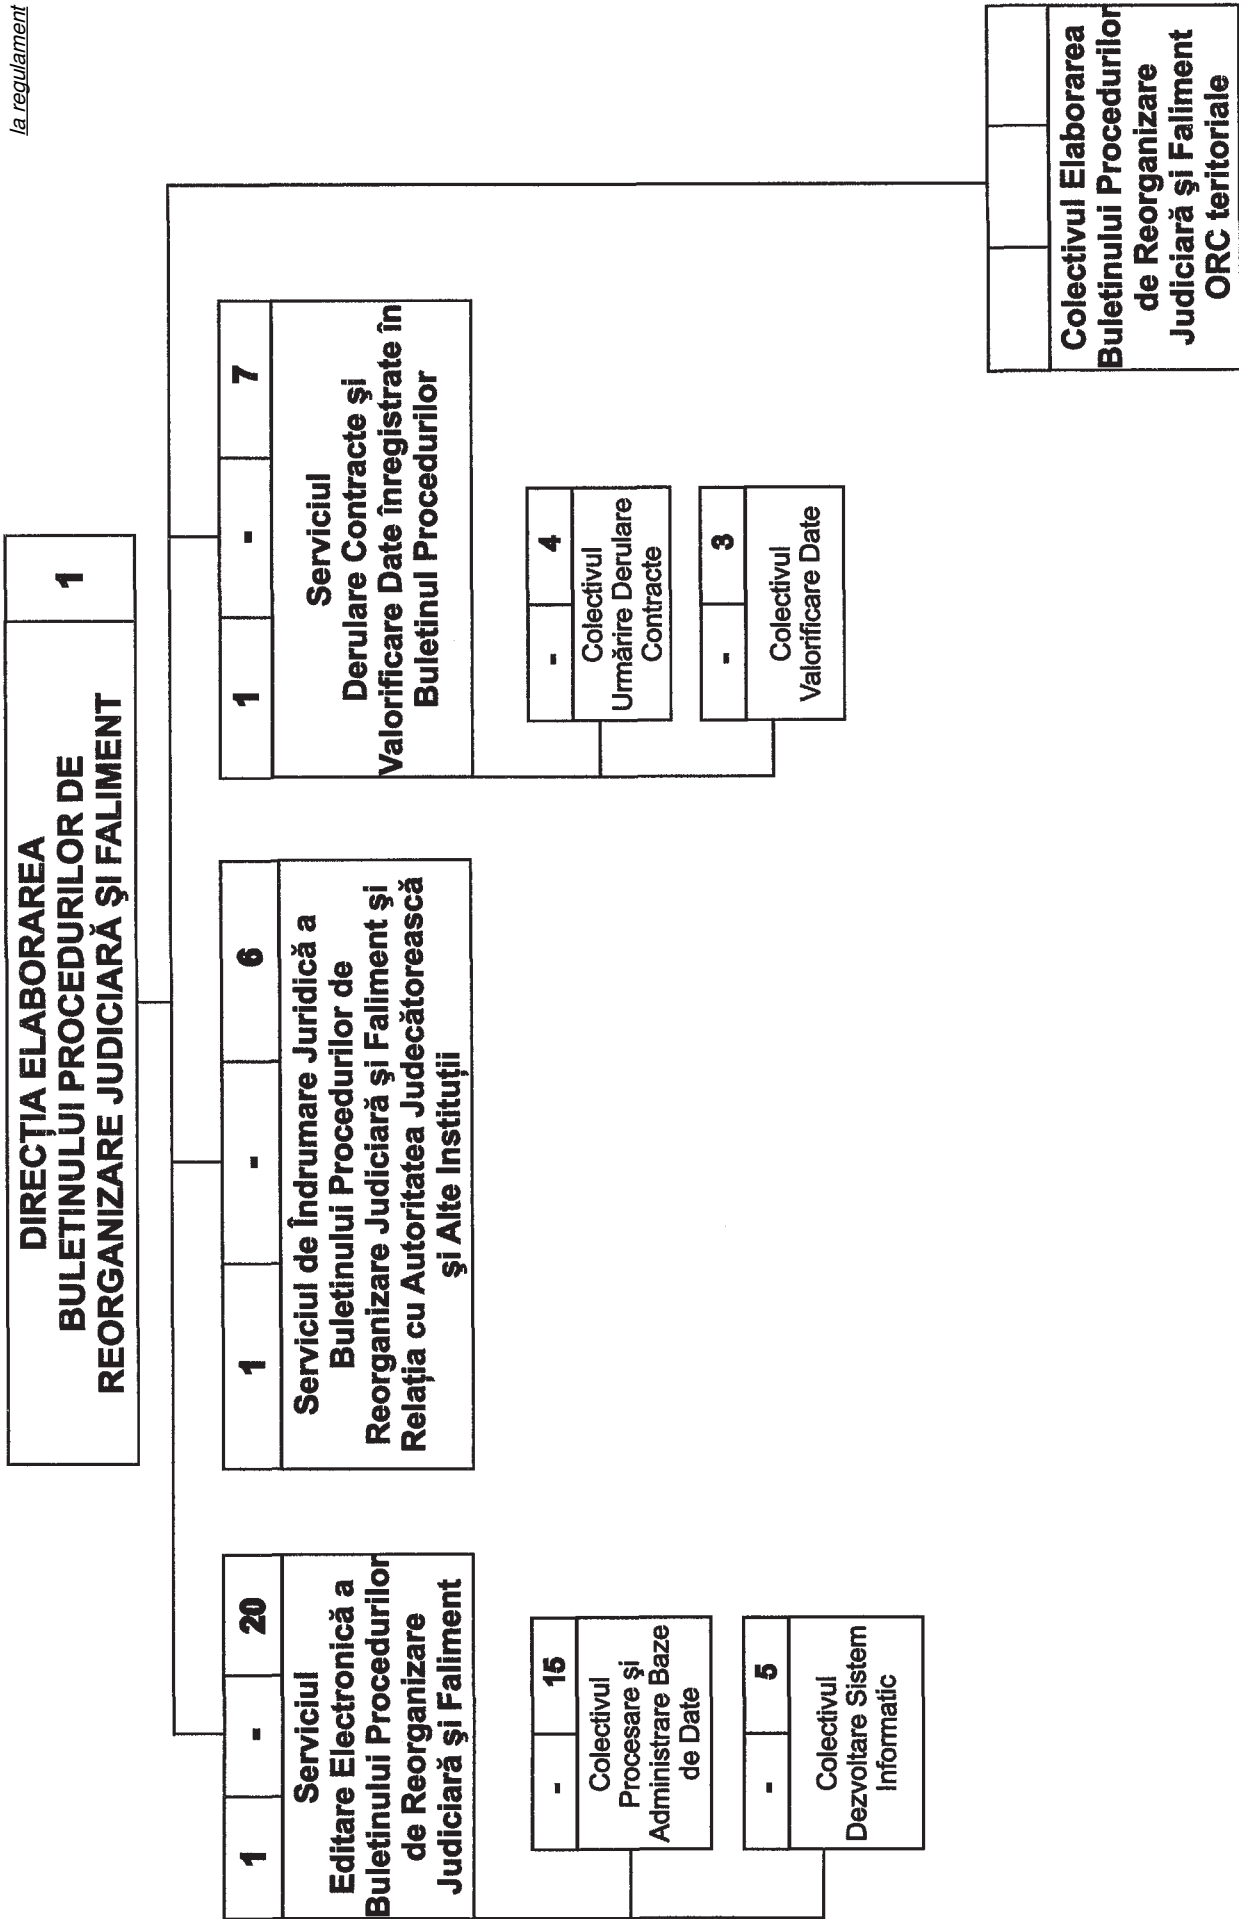 la regulament
DIRECȚIA ELABORAREA
BULETINULUI PROCEDURILOR DE
REORGANIZARE JUDICIARĂ ȘI FALIMENT
1
1
-
20
Serviciul
Editare Electronică a
Buletinului Procedurilor
de Reorganizare
Judiciară și Faliment
-
15
Colectivul
Procesare și
Administrare Baze
de Date
-
5
Colectivul
Dezvoltare Sistem
Informatic
1
-
6
Serviciul de Îndrumare Juridică a
Buletinului Procedurilor de
Reorganizare Judiciară și Faliment și
Relația cu Autoritatea Judecătorească
și Alte Instituții
1
-
7
Serviciul
Derulare Contracte și
Valorificare Date înregistrate în
Buletinul Procedurilor
-
4
Colectivul
Urmărire Derulare
Contracte
-
3
Colectivul
Valorificare Date
Colectivul Elaborarea
Buletinului Procedurilor
de Reorganizare
Judiciară și Faliment
ORC teritoriale